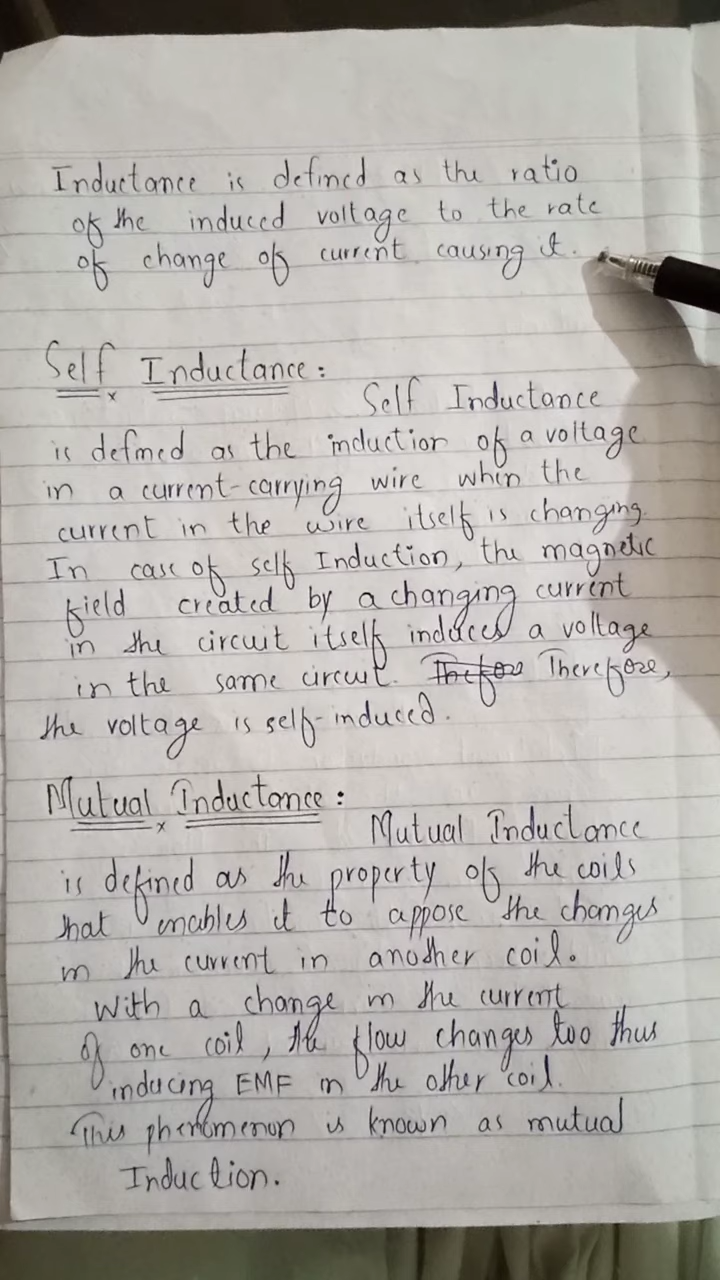 Inductance is defined as the ratio
of the induced voltage to the rate
of change of current causing it.
Self Inductance:
Self Inductance
is defined as the induction of a voltage
in a current-carrying wire when the
current in the wire itself is changing.
In case of self Induction, the magnetic
field created by a changing current
in the circuit itself induces a voltage
in the same circuit. Therefore,
the voltage is self-induced.
Mutual Inductance:
Mutual Inductance
is defined as the property of the coils
that enables it to appose the changes
in the current in another coil.
With a change in the current
of one coil, the flow changes too thus
inducing EMF in the other coil.
This phenomenon is known as mutual
Induction.